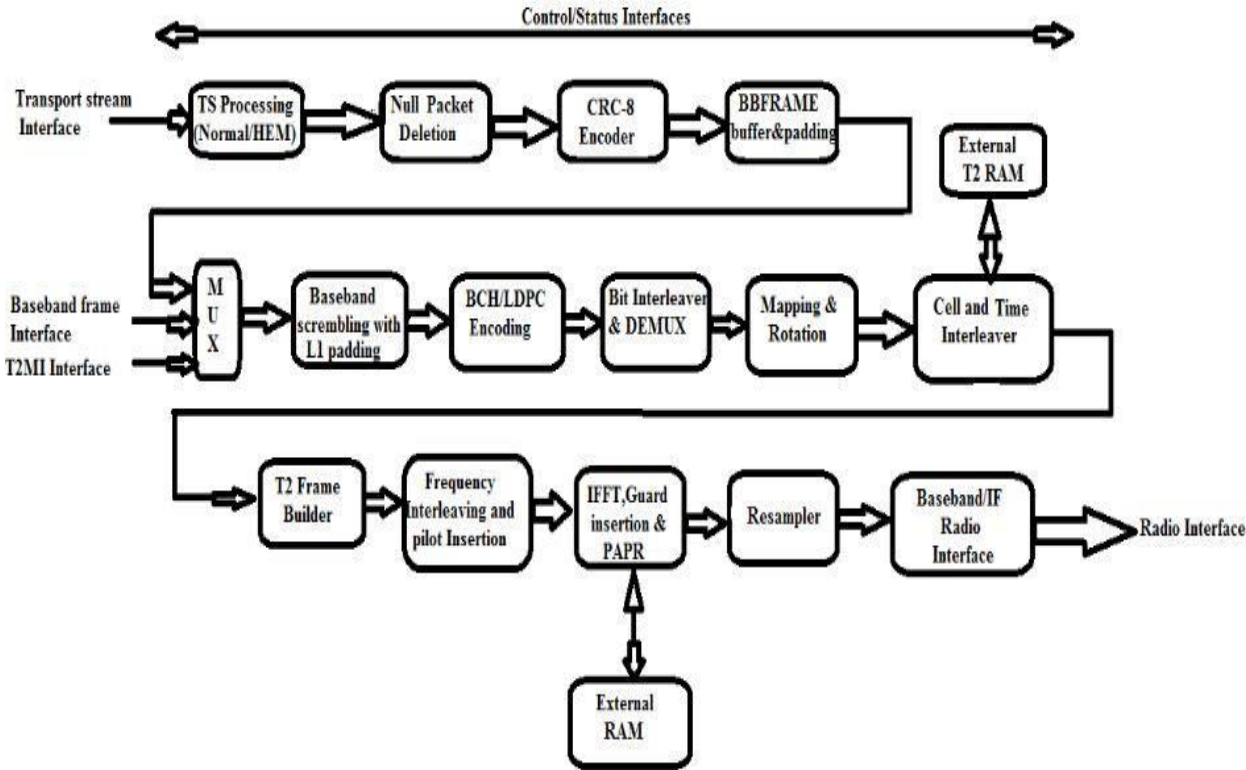 Control/Status Interfaces
Transport stream
Interface
TS Processing
(Normal/HEM)
Null Packet
Deletion
CRC-8
Encoder
BBFRAME
buffer&padding
External
T2 RAM
Baseband frame
Interface
T2MI Interface
M
U
X
Baseband
scrembling with
L1 padding
BCH/LDPC
Encoding
Bit Interleaver
& DEMUX
Mapping &
Rotation
Cell and Time
Interleaver
T2 Frame
Builder
Frequency
Interleaving and
pilot Insertion
IFFT,Guard
insertion &
PAPR
Resampler
Baseband/IF
Radio
Interface
Radio Interface
External
RAM